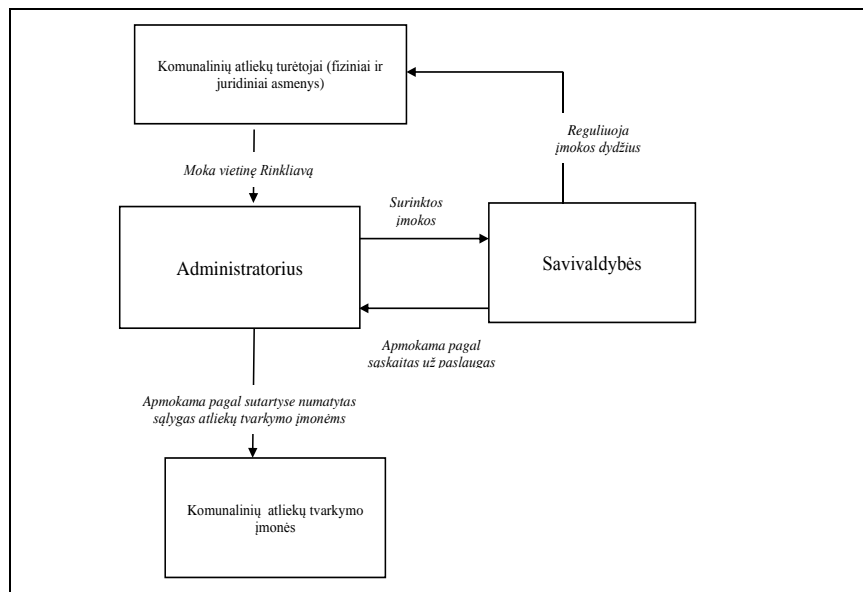 Komunalinių atliekų turėtojai (fiziniai ir
juridiniai asmenys)
Reguliuoja
įmokos dydžius
Moka vietinę Rinkliavą
Surinktos
įmokos
Administratorius
Savivaldybės
Apmokama pagal
sąskaitas už paslaugas
Apmokama pagal sutartyse numatytas
sąlygas atliekų tvarkymo įmonėms
Komunalinių atliekų tvarkymo
įmonės